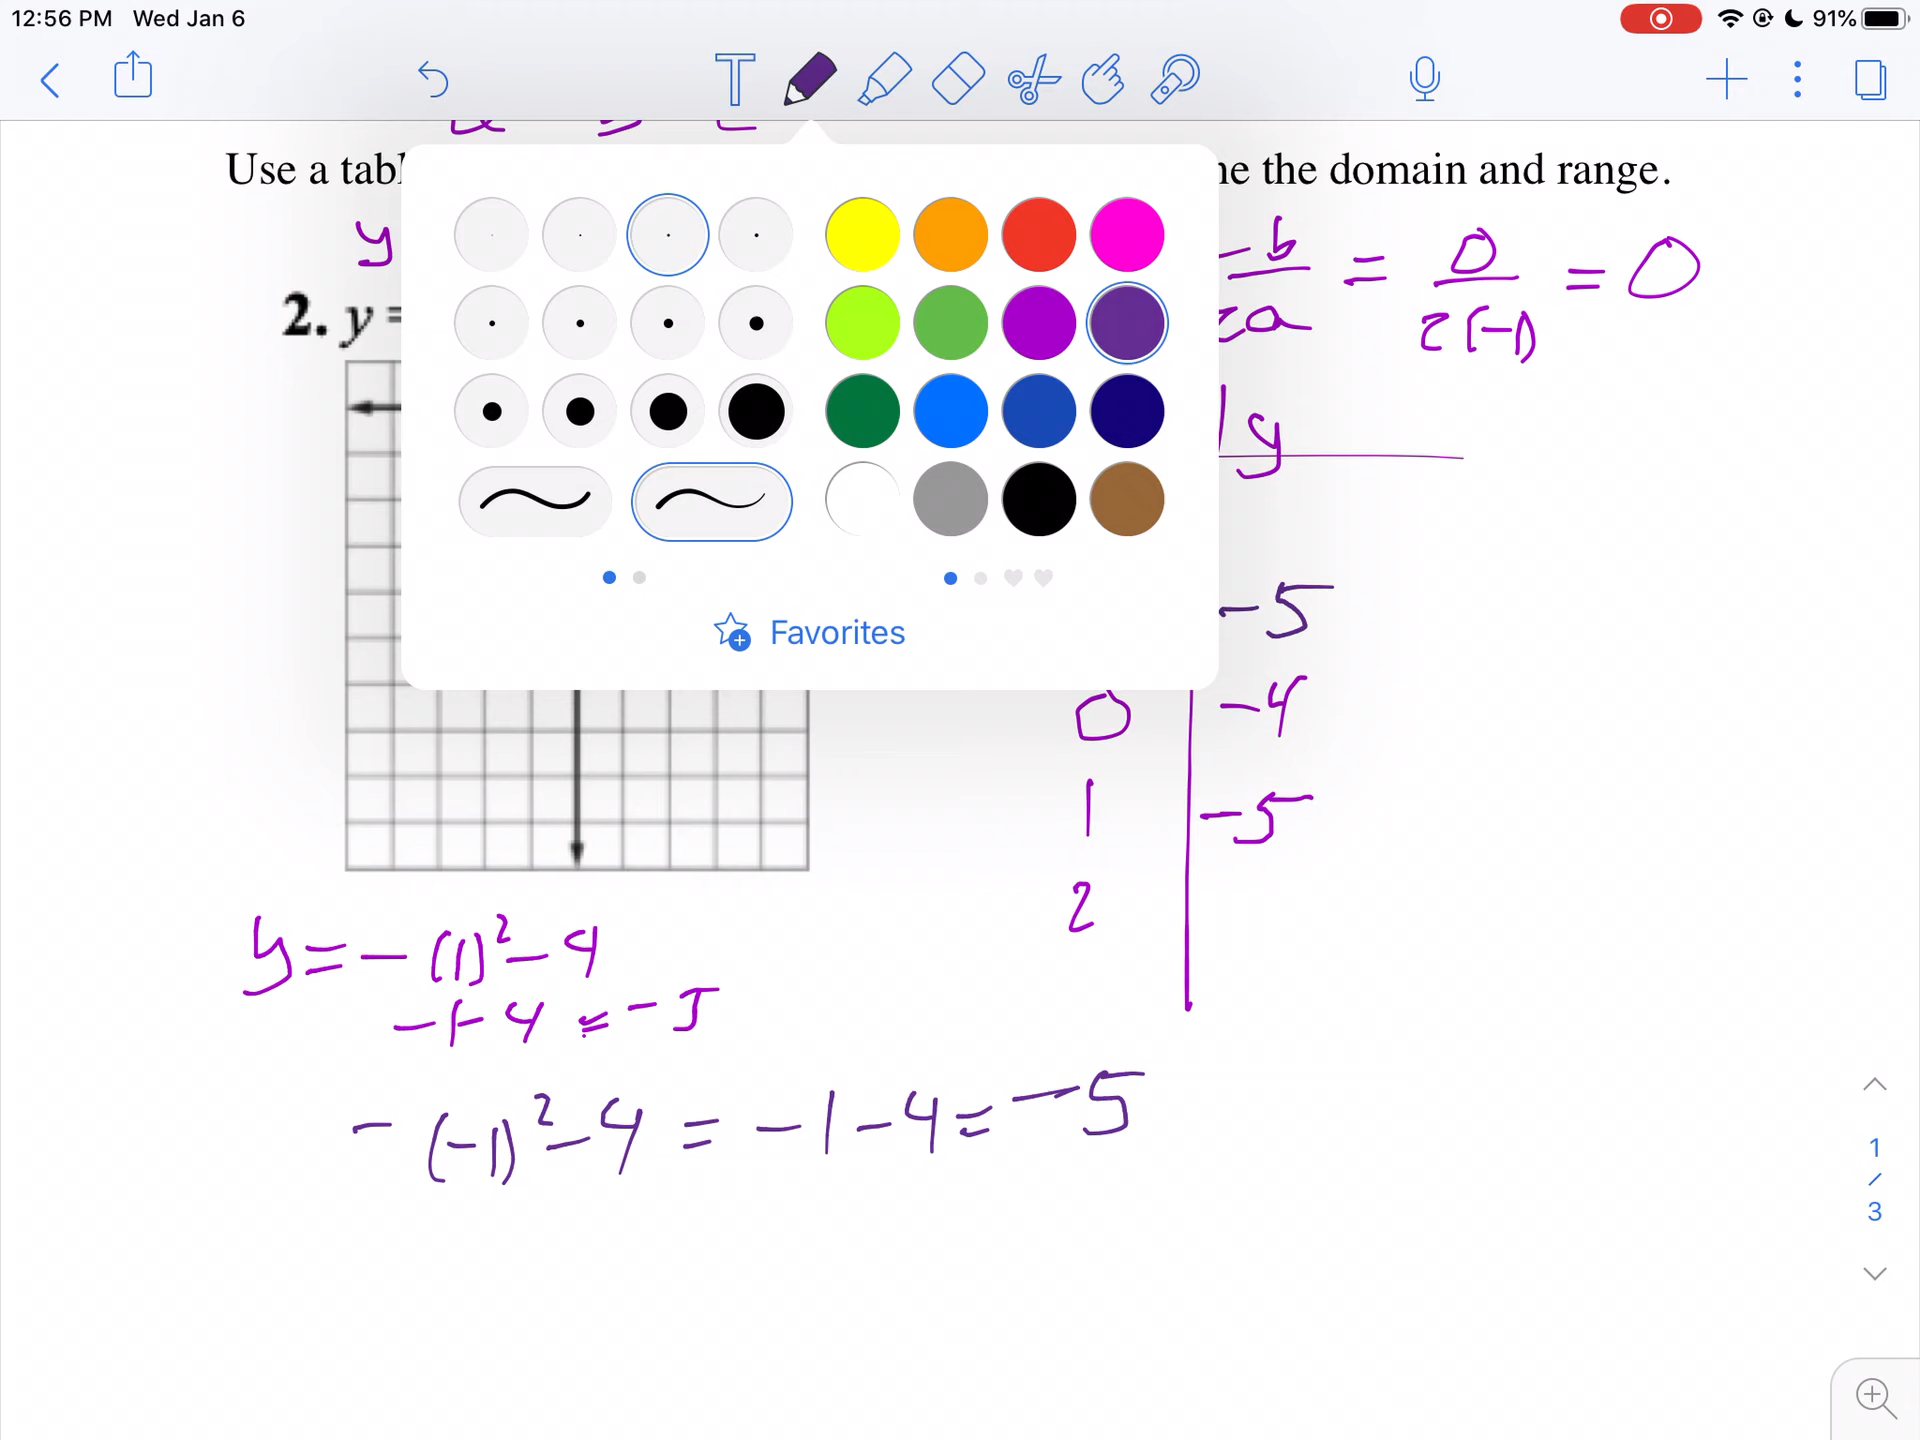 12:56 PM Wed Jan 6 91%
T
Use a tabl ne the domain and range.
y -b/2a = 0/2(-1) = 0
2. y =
y
-5
0 -4
1 -5
2
Favorites
y = -(1)² - 4
-1 - 4 = -5
-(-1)² - 4 = -1 - 4 = -5
1
/
3